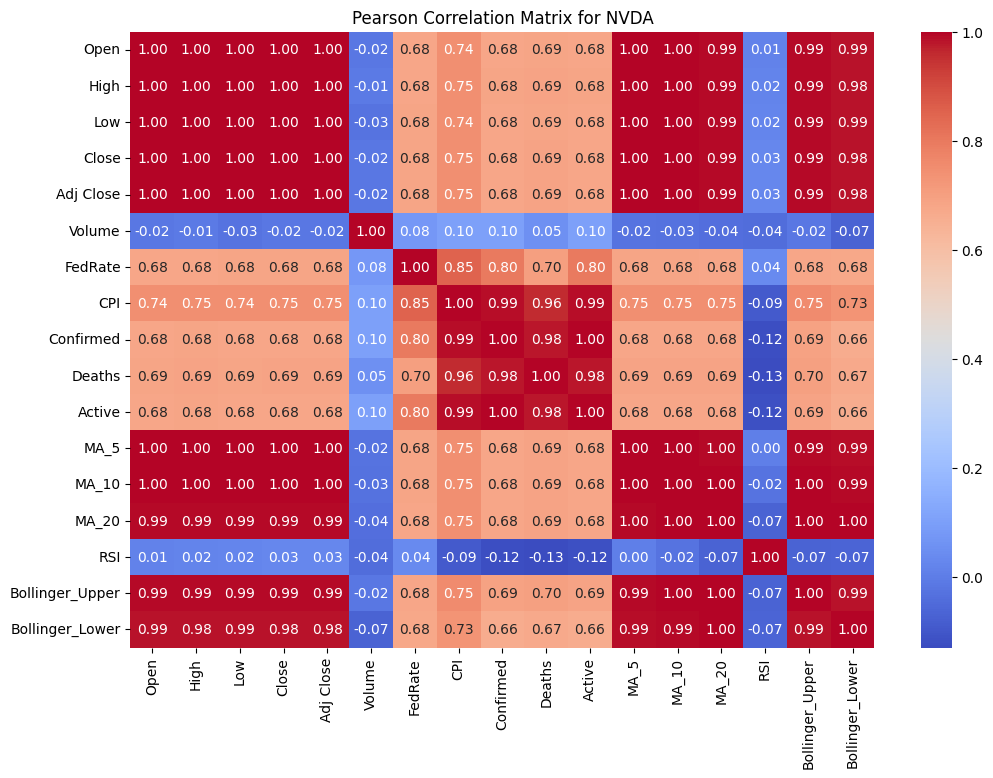 Pearson Correlation Matrix for NVDA
Open 1.00 1.00 1.00 1.00 1.00 -0.02 0.68 0.74 0.68 0.69 0.68 1.00 1.00 0.99 0.01 0.99 0.99
High 1.00 1.00 1.00 1.00 1.00 -0.01 0.68 0.75 0.68 0.69 0.68 1.00 1.00 0.99 0.02 0.99 0.98
Low 1.00 1.00 1.00 1.00 1.00 -0.03 0.68 0.74 0.68 0.69 0.68 1.00 1.00 0.99 0.02 0.99 0.99
Close 1.00 1.00 1.00 1.00 1.00 -0.02 0.68 0.75 0.68 0.69 0.68 1.00 1.00 0.99 0.03 0.99 0.98
Adj Close 1.00 1.00 1.00 1.00 1.00 -0.02 0.68 0.75 0.68 0.69 0.68 1.00 1.00 0.99 0.03 0.99 0.98
Volume -0.02 -0.01 -0.03 -0.02 -0.02 1.00 0.08 0.10 0.10 0.05 0.10 -0.02 -0.03 -0.04 -0.04 -0.02 -0.07
FedRate 0.68 0.68 0.68 0.68 0.68 0.08 1.00 0.85 0.80 0.70 0.80 0.68 0.68 0.68 0.04 0.68 0.68
CPI 0.74 0.75 0.74 0.75 0.75 0.10 0.85 1.00 0.99 0.96 0.99 0.75 0.75 0.75 -0.09 0.75 0.73
Confirmed 0.68 0.68 0.68 0.68 0.68 0.10 0.80 0.99 1.00 0.98 1.00 0.68 0.68 0.68 -0.12 0.69 0.66
Deaths 0.69 0.69 0.69 0.69 0.69 0.05 0.70 0.96 0.98 1.00 0.98 0.69 0.69 0.69 -0.13 0.70 0.67
Active 0.68 0.68 0.68 0.68 0.68 0.10 0.80 0.99 1.00 0.98 1.00 0.68 0.68 0.68 -0.12 0.69 0.66
MA_5 1.00 1.00 1.00 1.00 1.00 -0.02 0.68 0.75 0.68 0.69 0.68 1.00 1.00 1.00 0.00 0.99 0.99
MA_10 1.00 1.00 1.00 1.00 1.00 -0.03 0.68 0.75 0.68 0.69 0.68 1.00 1.00 1.00 -0.02 1.00 0.99
MA_20 0.99 0.99 0.99 0.99 0.99 -0.04 0.68 0.75 0.68 0.69 0.68 1.00 1.00 1.00 -0.07 1.00 1.00
RSI 0.01 0.02 0.02 0.03 0.03 -0.04 0.04 -0.09 -0.12 -0.13 -0.12 0.00 -0.02 -0.07 1.00 -0.07 -0.07
Bollinger_Upper 0.99 0.99 0.99 0.99 0.99 -0.02 0.68 0.75 0.69 0.70 0.69 0.99 1.00 1.00 -0.07 1.00 0.99
Bollinger_Lower 0.99 0.98 0.99 0.98 0.98 -0.07 0.68 0.73 0.66 0.67 0.66 0.99 0.99 1.00 -0.07 0.99 1.00
Open High Low Close Adj Close Volume FedRate CPI Confirmed Deaths Active MA_5 MA_10 MA_20 RSI Bollinger_Upper Bollinger_Lower
1.0
0.8
0.6
0.4
0.2
0.0